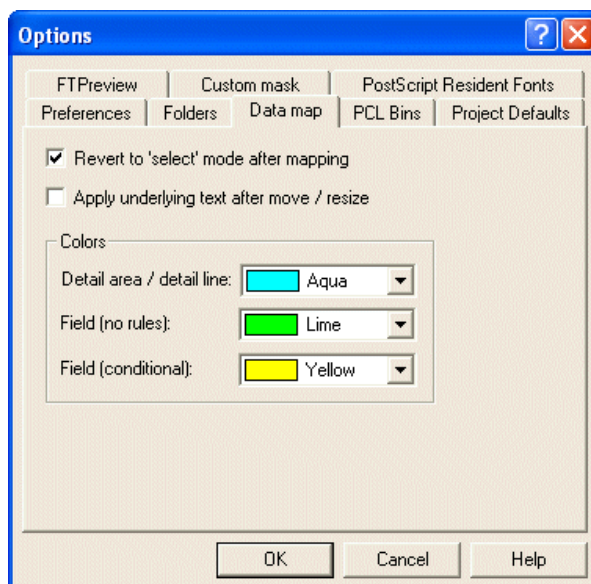 Options
FTPreview Custom mask PostScript Resident Fonts
Preferences Folders Data map PCL Bins Project Defaults
Revert to 'select' mode after mapping
Apply underlying text after move / resize
Colors
Detail area / detail line: Aqua
Field (no rules): Lime
Field (conditional): Yellow
OK Cancel Help